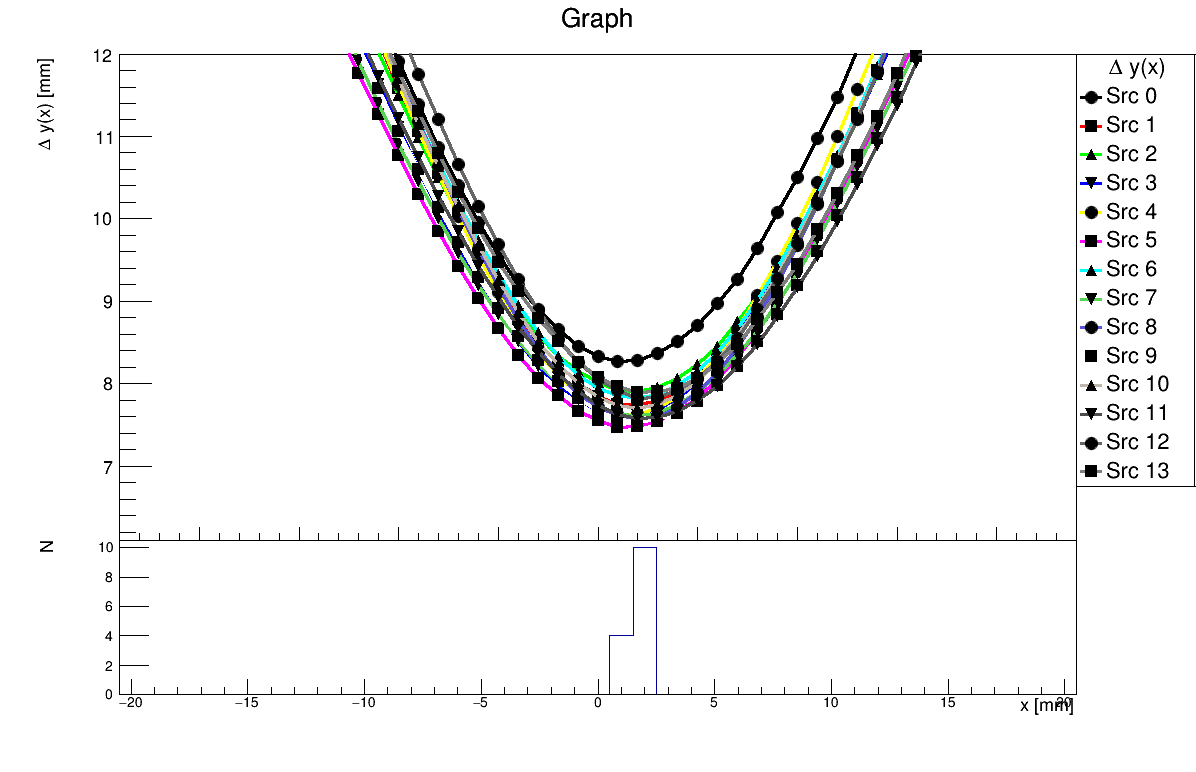 Graph
Δ y(x) [mm]
12
11
10
9
8
7
Δ y(x)
Src 0
Src 1
Src 2
Src 3
Src 4
Src 5
Src 6
Src 7
Src 8
Src 9
Src 10
Src 11
Src 12
Src 13
N
10
8
6
4
2
0
−20 −15 −10 −5 0 5 10 15 20
x [mm]